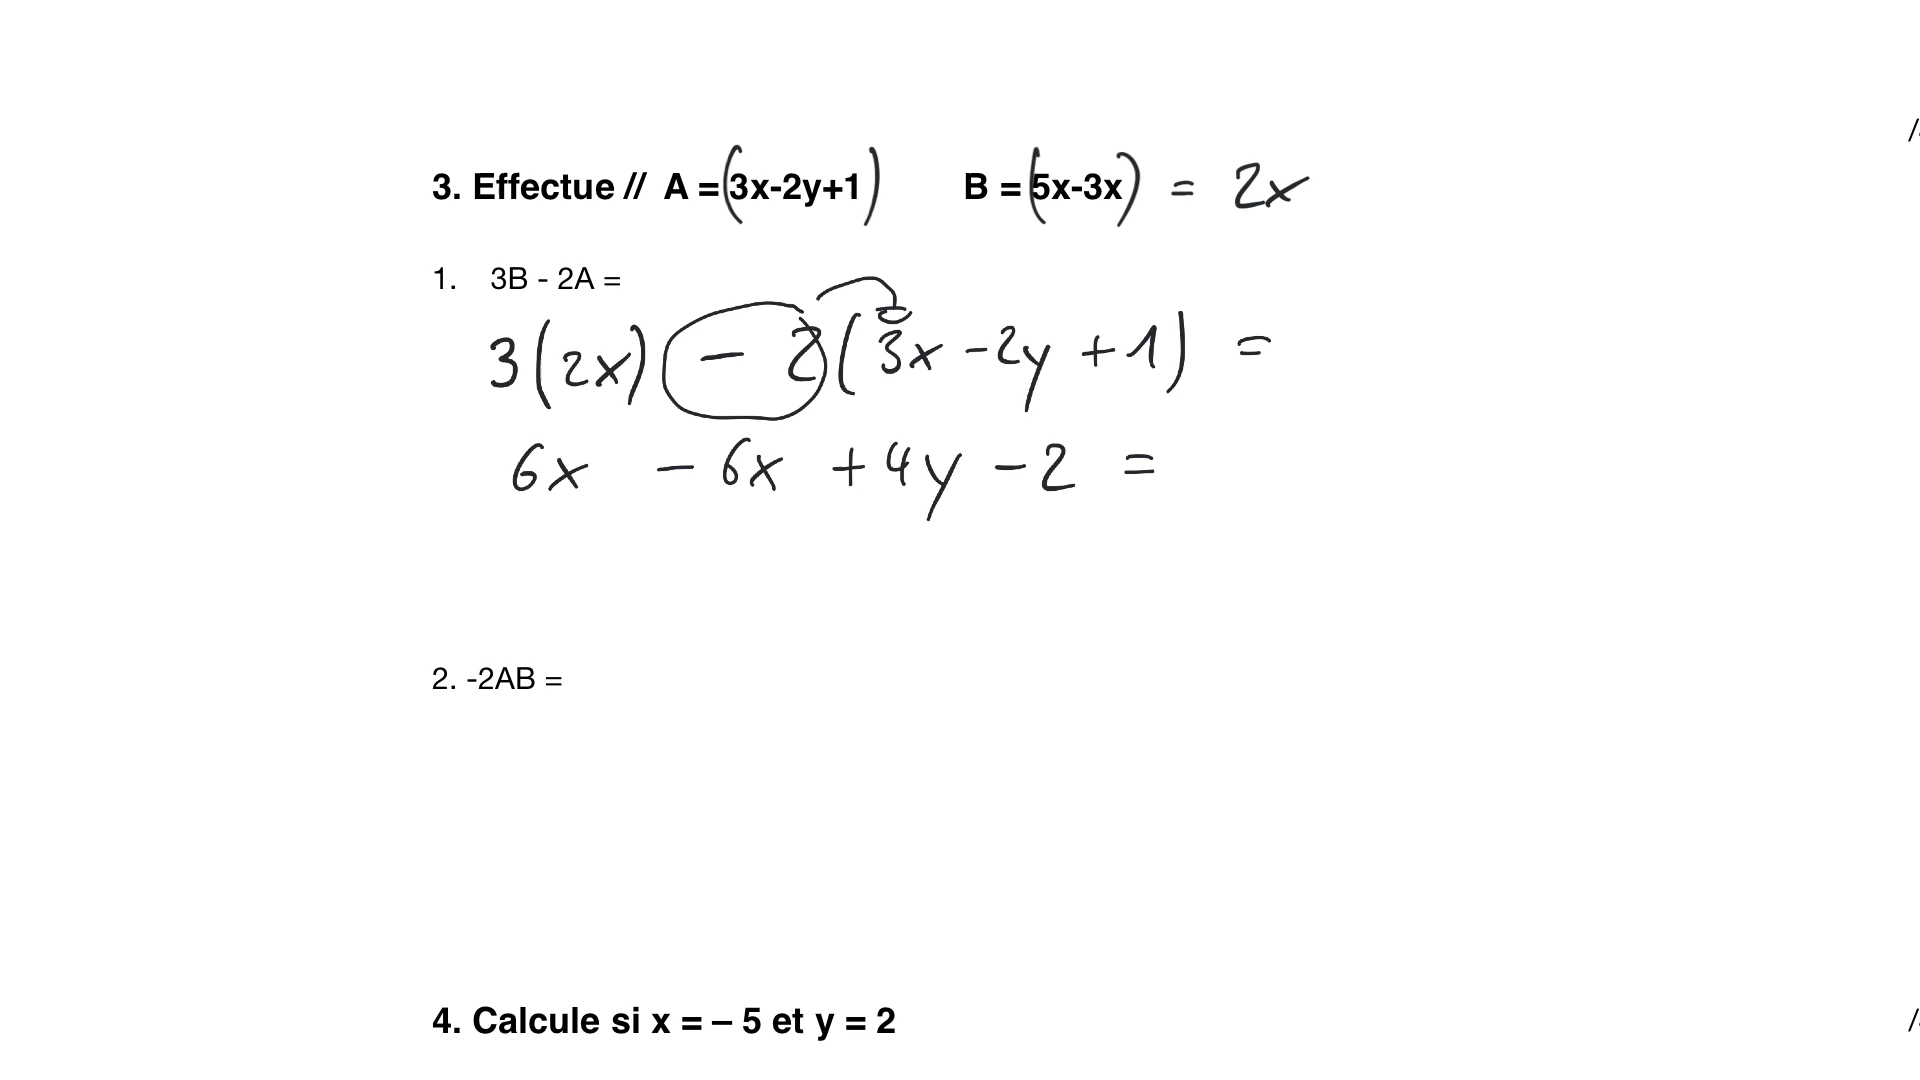 3. Effectue // A = (3x-2y+1) B = (5x-3x) = 2x
1. 3B - 2A =
3(2x) - 2(3x - 2y + 1) =
6x - 6x + 4y - 2 =
2. -2AB =
4. Calcule si x = – 5 et y = 2